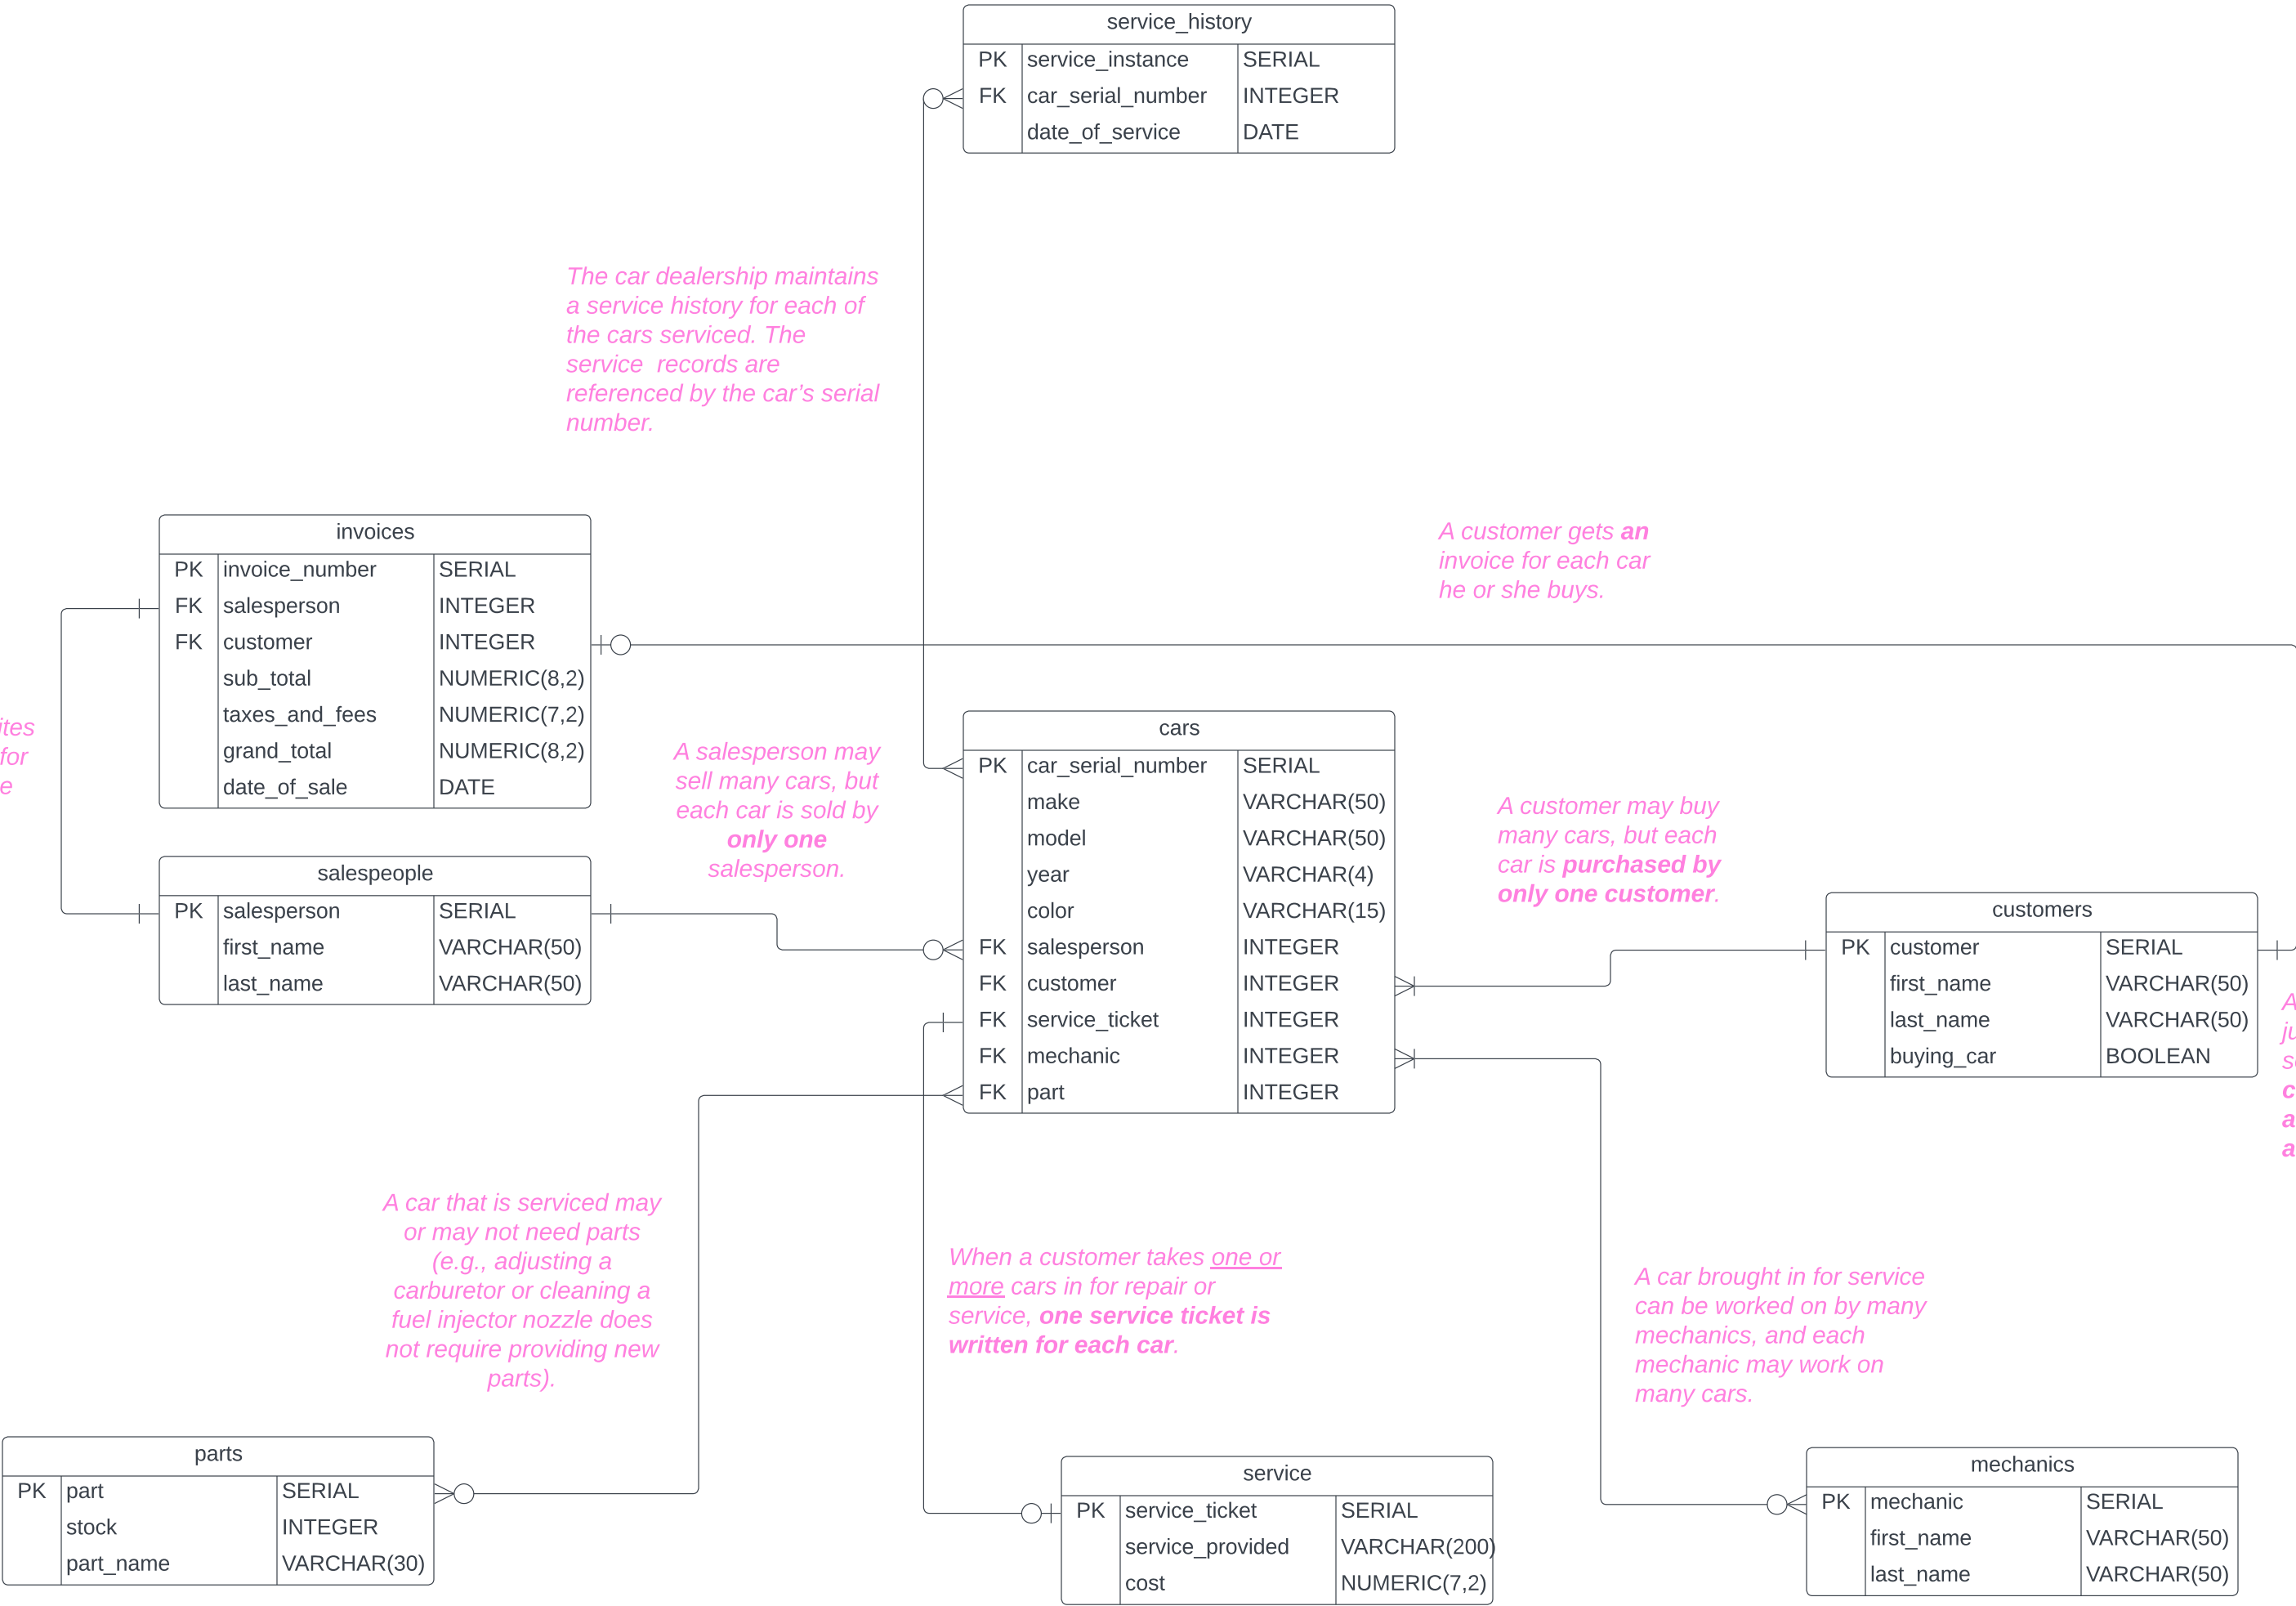 service_history
PK service_instance SERIAL
FK car_serial_number INTEGER
date_of_service DATE
The car dealership maintains
a service history for each of
the cars serviced. The
service  records are
referenced by the car’s serial
number.
invoices
PK invoice_number SERIAL
FK salesperson INTEGER
FK customer INTEGER
sub_total NUMERIC(8,2)
taxes_and_fees NUMERIC(7,2)
grand_total NUMERIC(8,2)
date_of_sale DATE
A customer gets an
invoice for each car
he or she buys.
for
salespeople
PK salesperson SERIAL
first_name VARCHAR(50)
last_name VARCHAR(50)
A salesperson may
sell many cars, but
each car is sold by
only one
salesperson.
cars
PK car_serial_number SERIAL
make VARCHAR(50)
model VARCHAR(50)
year VARCHAR(4)
color VARCHAR(15)
FK salesperson INTEGER
FK customer INTEGER
FK service_ticket INTEGER
FK mechanic INTEGER
FK part INTEGER
A customer may buy
many cars, but each
car is purchased by
only one customer.
customers
PK customer SERIAL
first_name VARCHAR(50)
last_name VARCHAR(50)
buying_car BOOLEAN
A car that is serviced may
or may not need parts
(e.g., adjusting a
carburetor or cleaning a
fuel injector nozzle does
not require providing new
parts).
When a customer takes one or
more cars in for repair or
service, one service ticket is
written for each car.
A car brought in for service
can be worked on by many
mechanics, and each
mechanic may work on
many cars.
parts
PK part SERIAL
stock INTEGER
part_name VARCHAR(30)
service
PK service_ticket SERIAL
service_provided VARCHAR(200)
cost NUMERIC(7,2)
mechanics
PK mechanic SERIAL
first_name VARCHAR(50)
last_name VARCHAR(50)